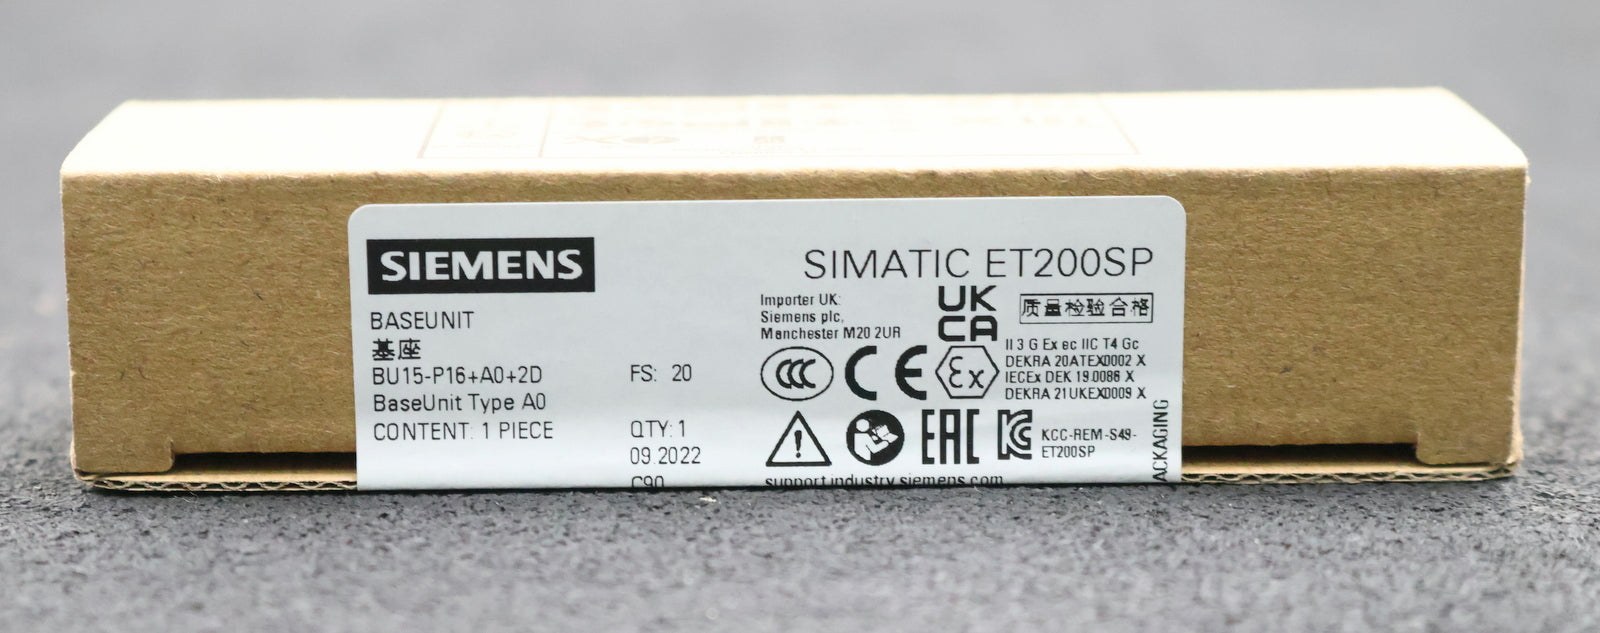 SIEMENS
SIMATIC ET200SP
BASEUNIT
基座
BU15-P16+A0+2D
BaseUnit Type A0
CONTENT: 1 PIECE
FS: 20
QTY: 1
09.2022
C90
Importer UK:
Siemens plc,
Manchester M20 2UR
UK
CA
质量检验合格
CCC
CE
Ex
II 3 G Ex ec IIC T4 Gc
DEKRA 20ATEX0002 X
IECEx DEK 19.0086 X
DEKRA 21UKEX0009 X
EAC
KC
KCC-REM-S49-
ET200SP
support.industry.siemens.com
ACKAGING